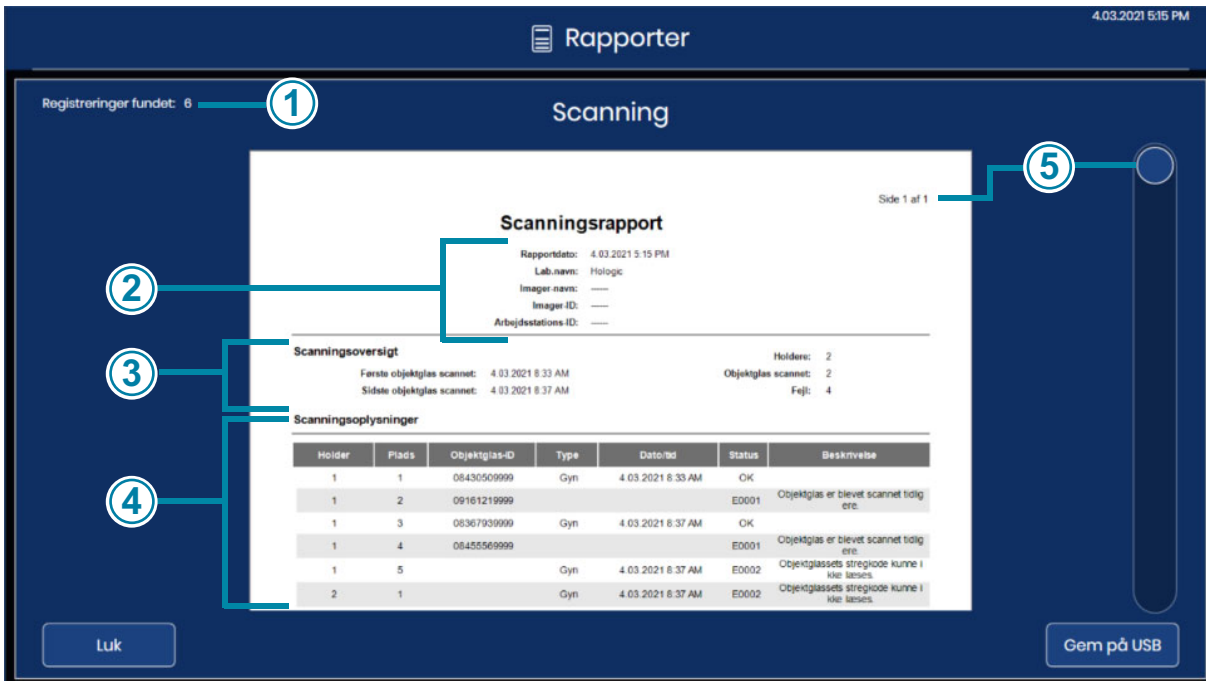 4.03.2021 5:15 PM
Rapporter
Registreringer fundet: 6
1
Scanning
5
Side 1 af 1
Scanningsrapport
2
Rapportdato: 4.03.2021 5:15 PM
Lab.navn: Hologic
Imager-navn: -----
Imager-ID: -----
Arbejdsstations-ID: -----
3
Scanningsoversigt
Holdere: 2
Første objektglas scannet: 4.03.2021 8:33 AM
Objektglas scannet: 2
Sidste objektglas scannet: 4.03.2021 8:37 AM
Fejl: 4
4
Scanningsoplysninger
Holder Plads Objektglas-ID Type Dato/tid Status Beskrivelse
1 1 08430509999 Gyn 4.03.2021 8:33 AM OK
1 2 09161219999 E0001 Objektglas er blevet scannet tidlig
ere.
1 3 08367939999 Gyn 4.03.2021 8:37 AM OK
1 4 08455569999 E0001 Objektglas er blevet scannet tidlig
ere.
1 5 Gyn 4.03.2021 8:37 AM E0002 Objektglassets stregkode kunne i
kke læses.
2 1 Gyn 4.03.2021 8:37 AM E0002 Objektglassets stregkode kunne i
kke læses.
Luk
Gem på USB